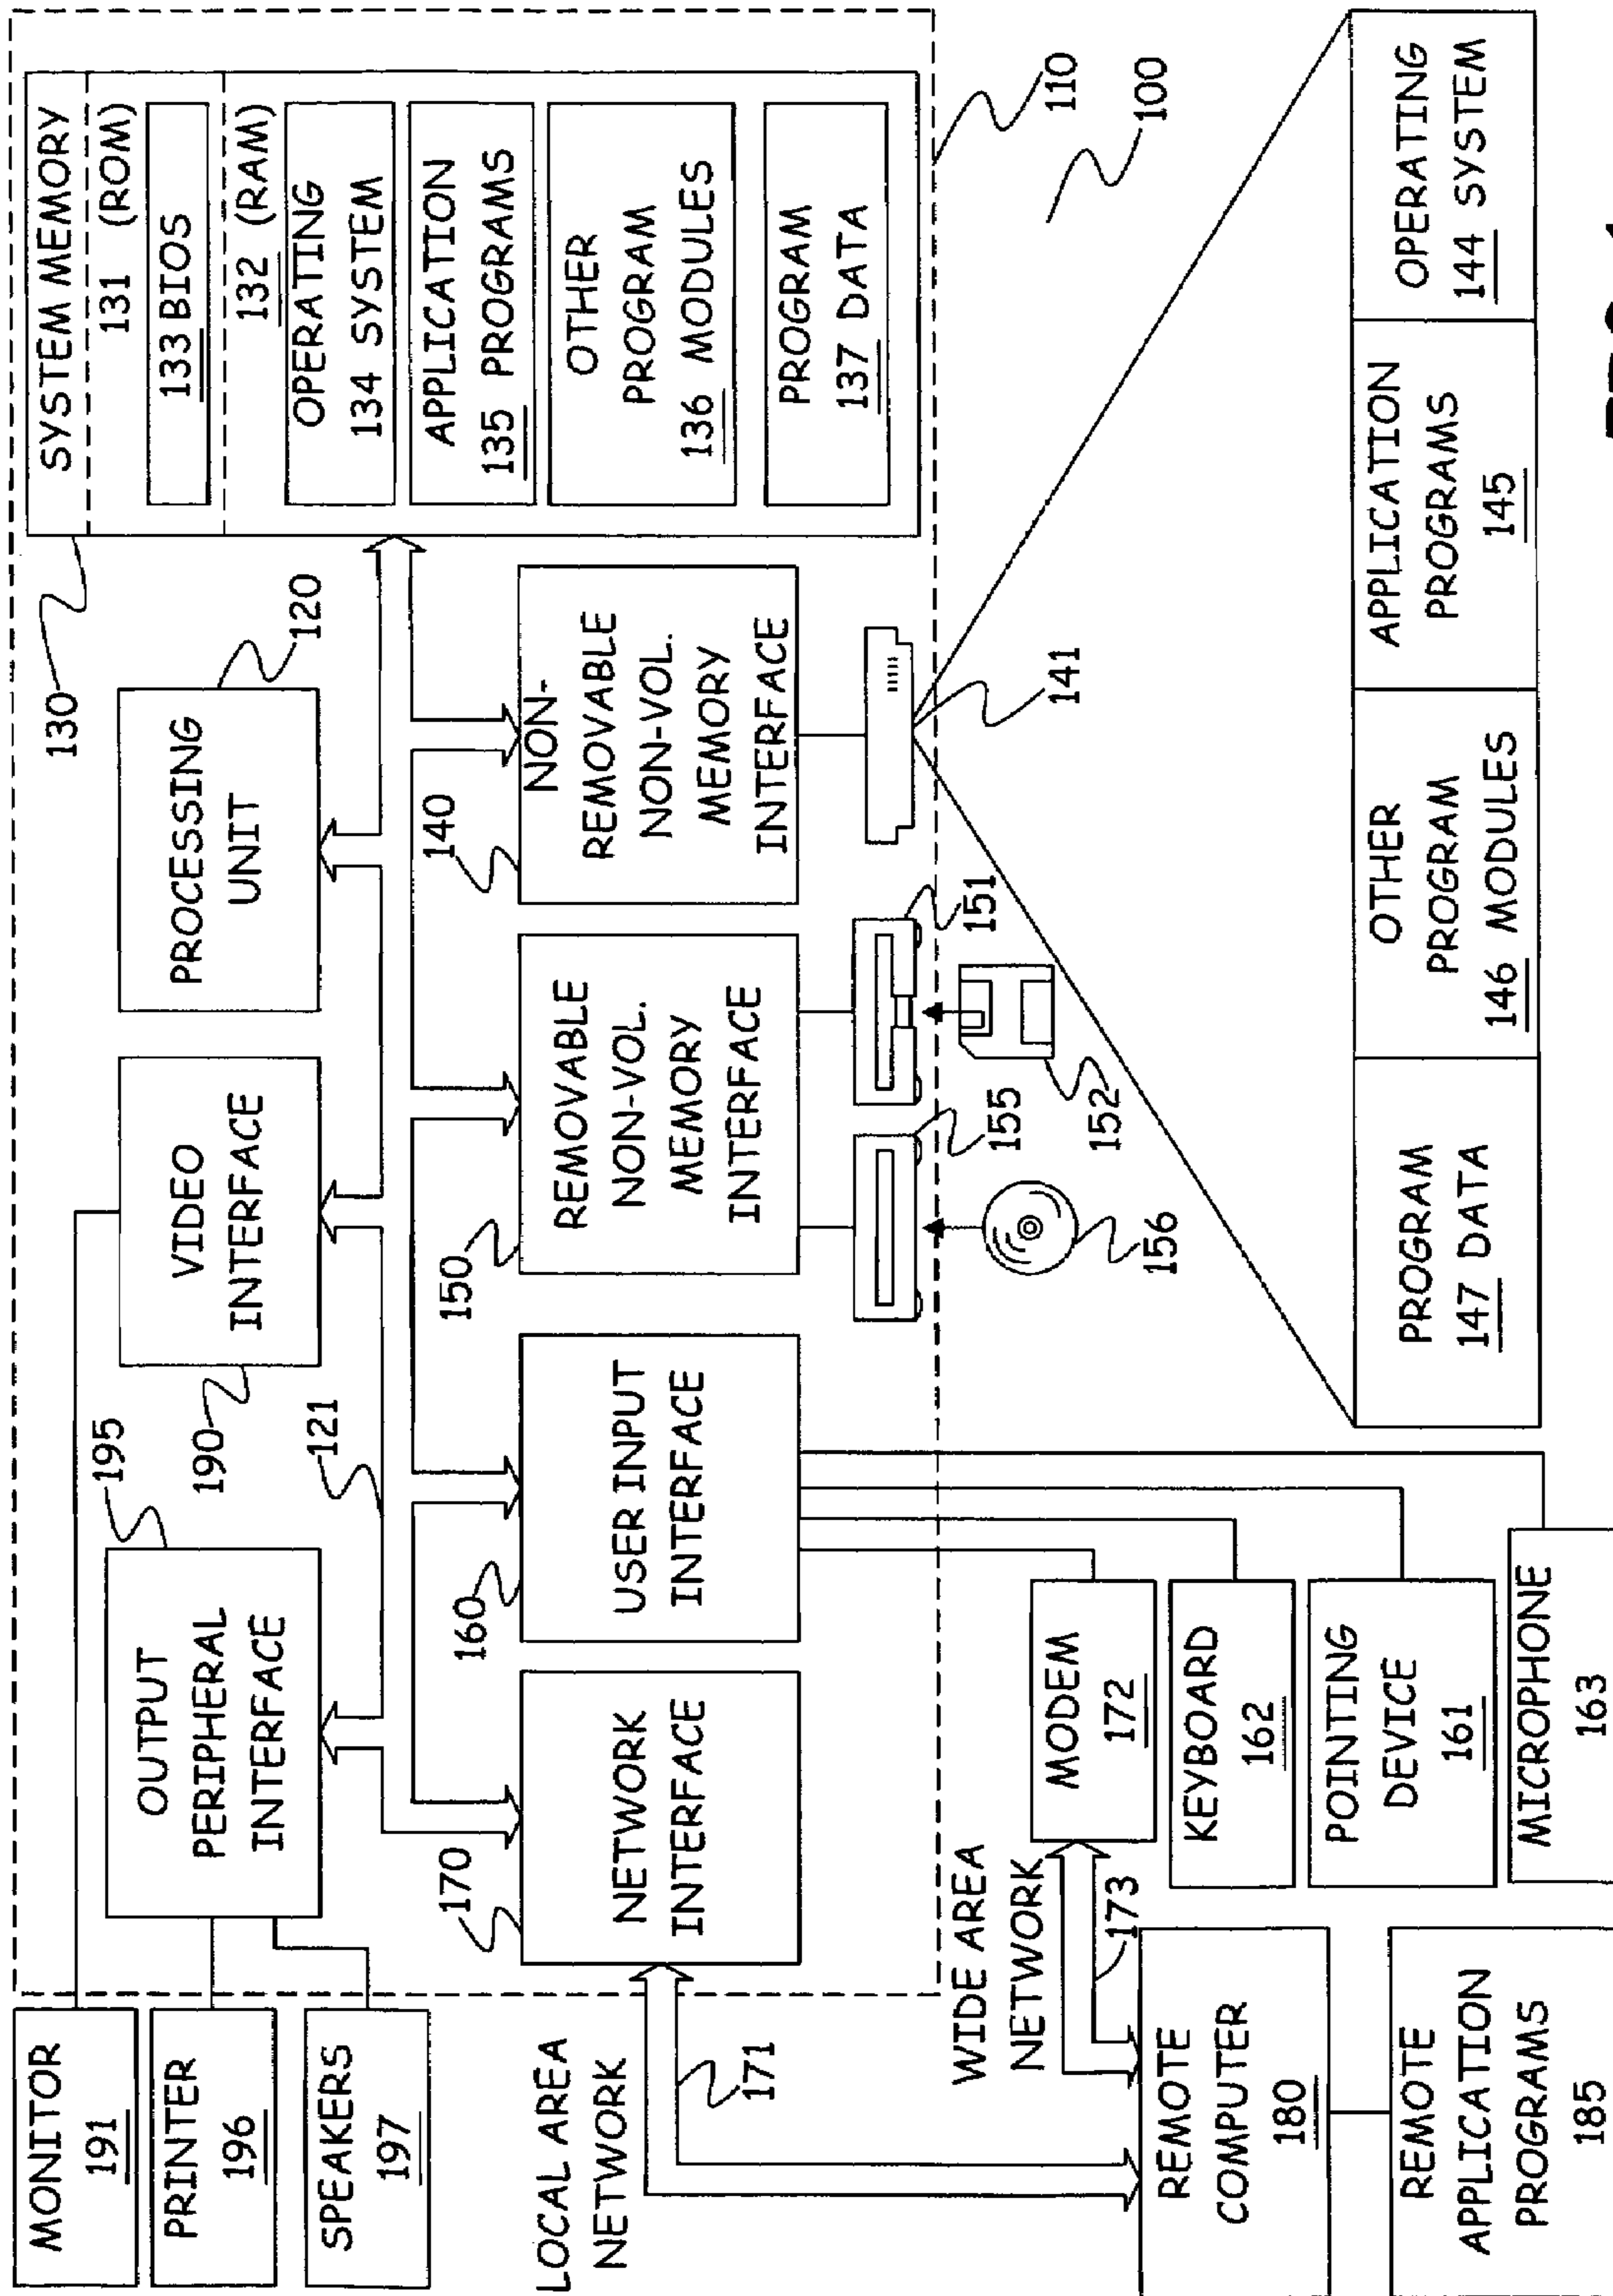 SYSTEM MEMORY
131 (ROM)
133 BIOS
132 (RAM)
OPERATING
134 SYSTEM
APPLICATION
135 PROGRAMS
OTHER
PROGRAM
136 MODULES
PROGRAM
137 DATA
130
PROCESSING
UNIT
120
VIDEO
INTERFACE
190
OUTPUT
PERIPHERAL
INTERFACE
195
121
MONITOR
191
PRINTER
196
SPEAKERS
197
NON-
REMOVABLE
NON-VOL.
MEMORY
INTERFACE
140
REMOVABLE
NON-VOL.
MEMORY
INTERFACE
150
USER INPUT
INTERFACE
160
NETWORK
INTERFACE
170
LOCAL AREA
NETWORK
171
WIDE AREA
NETWORK
173
110
100
141
151
152
155
156
MODEM
172
KEYBOARD
162
POINTING
DEVICE
161
MICROPHONE
163
REMOTE
COMPUTER
180
REMOTE
APPLICATION
PROGRAMS
185
OPERATING
144 SYSTEM
APPLICATION
PROGRAMS
145
OTHER
PROGRAM
146 MODULES
PROGRAM
147 DATA